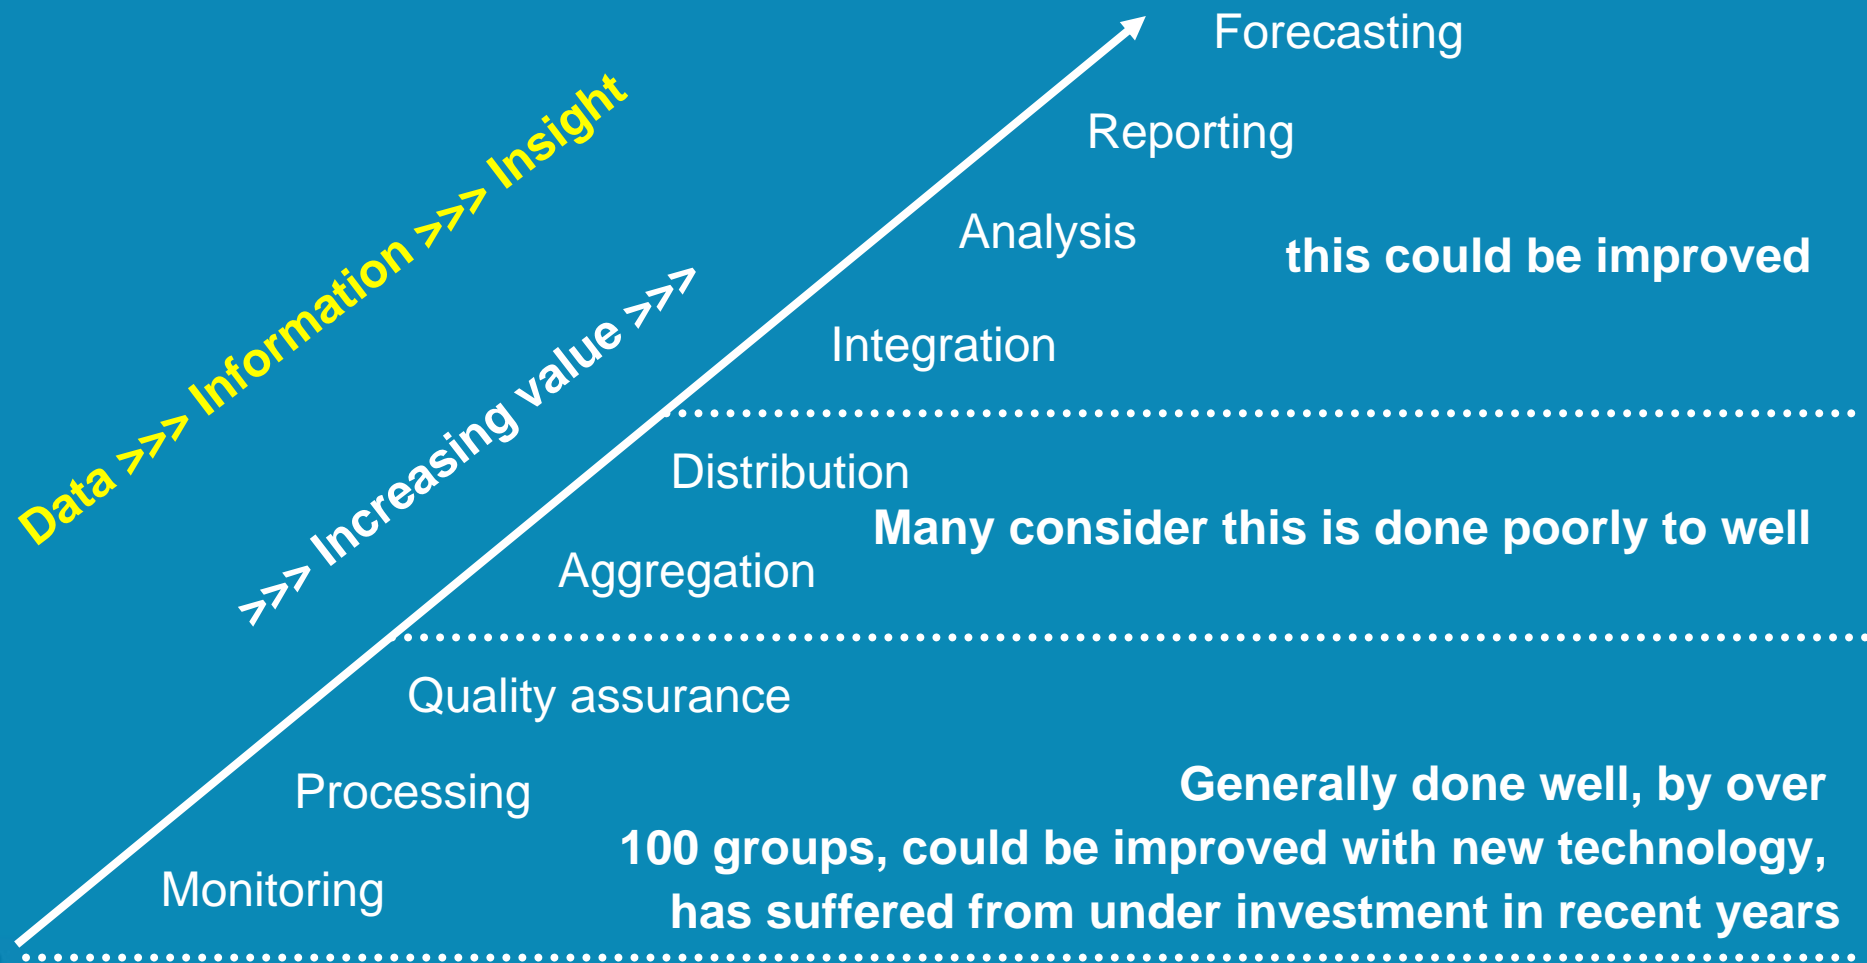 Forecasting
Reporting
Data >>> Information >>> Insight
Analysis
this could be improved
>>> Increasing value >>>
Integration
Distribution
Many consider this is done poorly to well
Aggregation
Quality assurance
Processing
Generally done well, by over
100 groups, could be improved with new technology,
Monitoring
has suffered from under investment in recent years